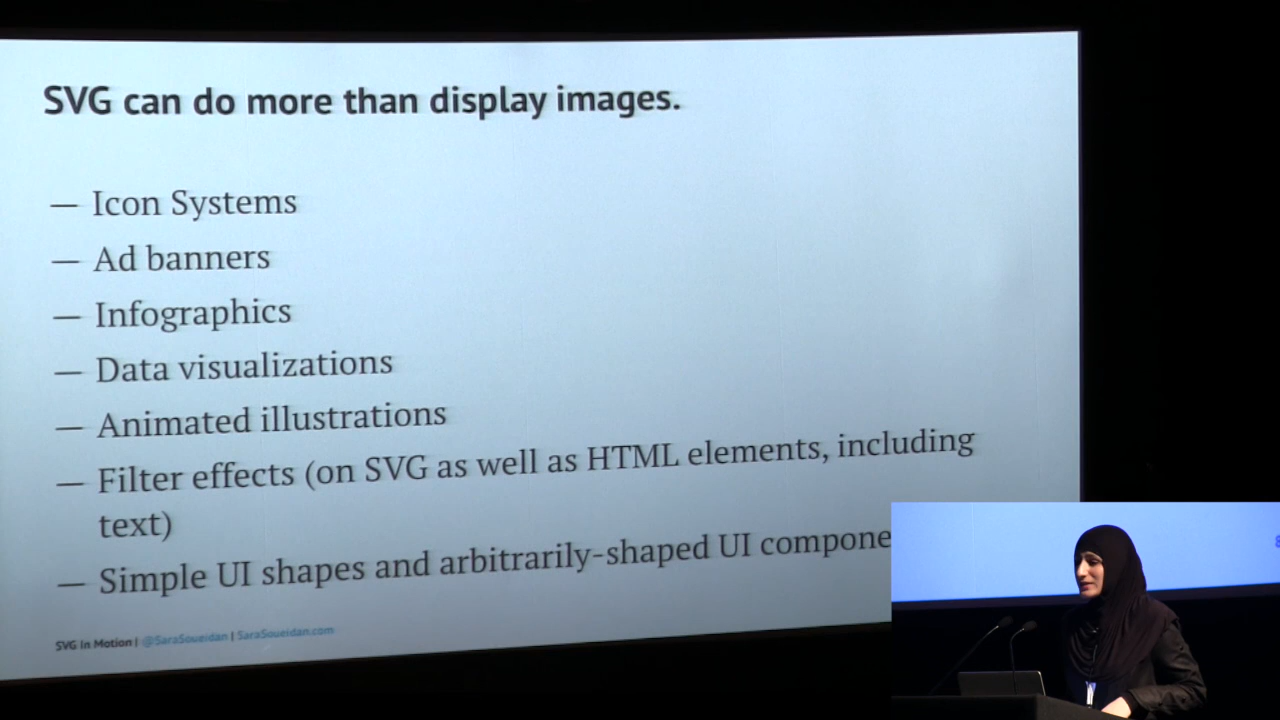 SVG can do more than display images.
— Icon Systems
— Ad banners
— Infographics
— Data visualizations
— Animated illustrations
— Filter effects (on SVG as well as HTML elements, including
text)
— Simple UI shapes and arbitrarily-shaped UI compone
SVG In Motion | @SaraSoueidan | SaraSoueidan.com